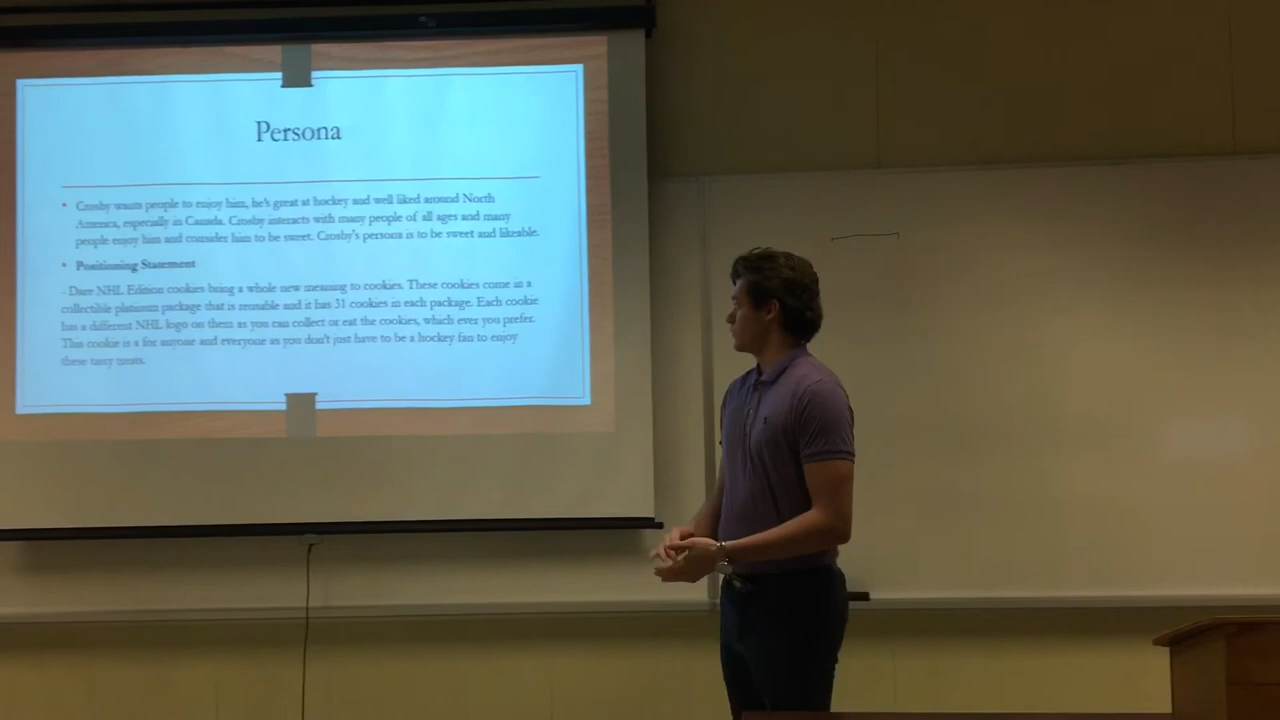 Persona
• Crosby wants people to enjoy him, he's great at hockey and well liked around North
America, especially in Canada. Crosby interacts with many people of all ages and many
people enjoy him and consider him to be sweet. Crosby's persona is to be sweet and likeable.
• Positioning Statement
- Dare NHL Edition cookies bring a whole new meaning to cookies. These cookies come in a
collectible platinum package that is reusable and it has 31 cookies in each package. Each cookie
has a different NHL logo on them as you can collect or eat the cookies, which ever you prefer.
This cookie is a for anyone and everyone as you don't just have to be a hockey fan to enjoy
these tasty treats.